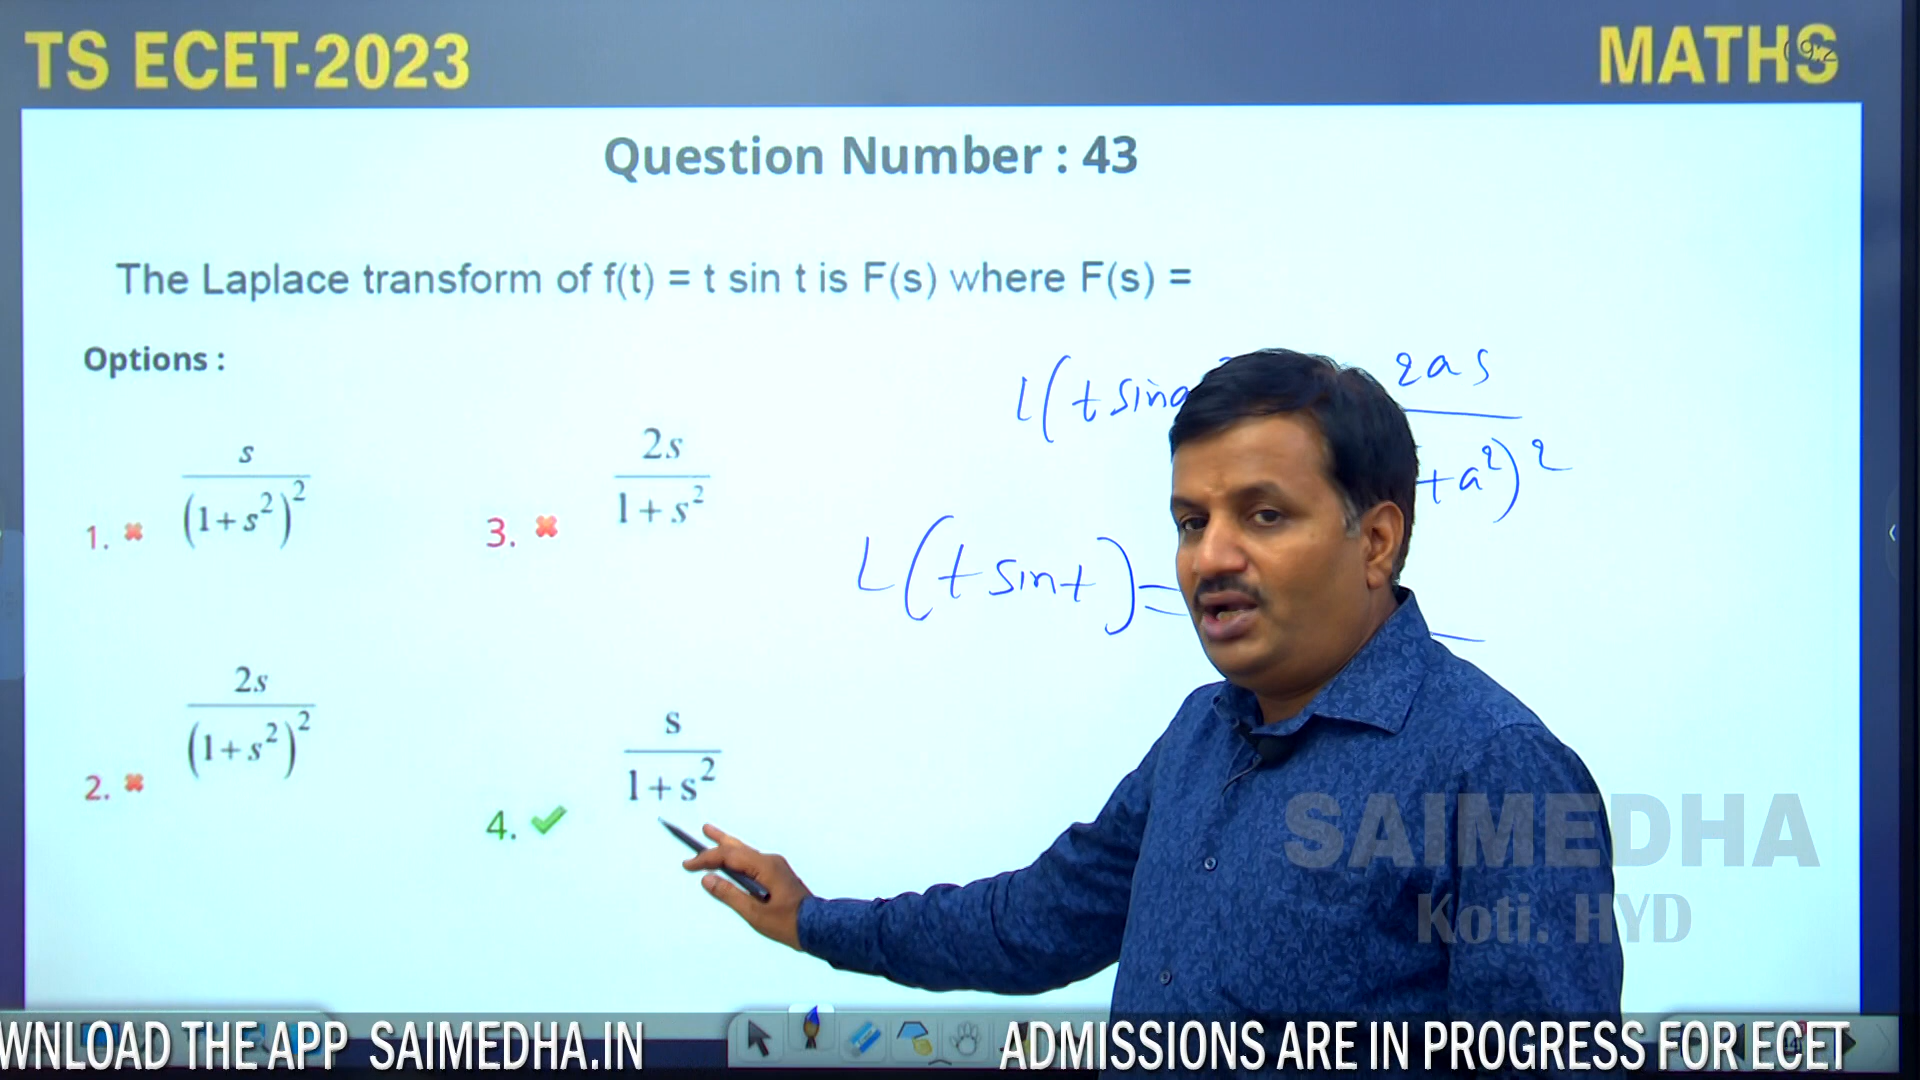 TS ECET-2023
MATHS
Question Number : 43
The Laplace transform of f(t) = t sin t is F(s) where F(s) =
Options :
1. ✖ s/(1+s²)²
2. ✖ 2s/(1+s²)²
3. ✖ 2s/1+s²
4. ✔ s/1+s²
L(t sina
2as
+a²)²
L(t sint) =
SAIMEDHA
Koti. HYD
WNLOAD THE APP SAIMEDHA.IN
ADMISSIONS ARE IN PROGRESS FOR ECET